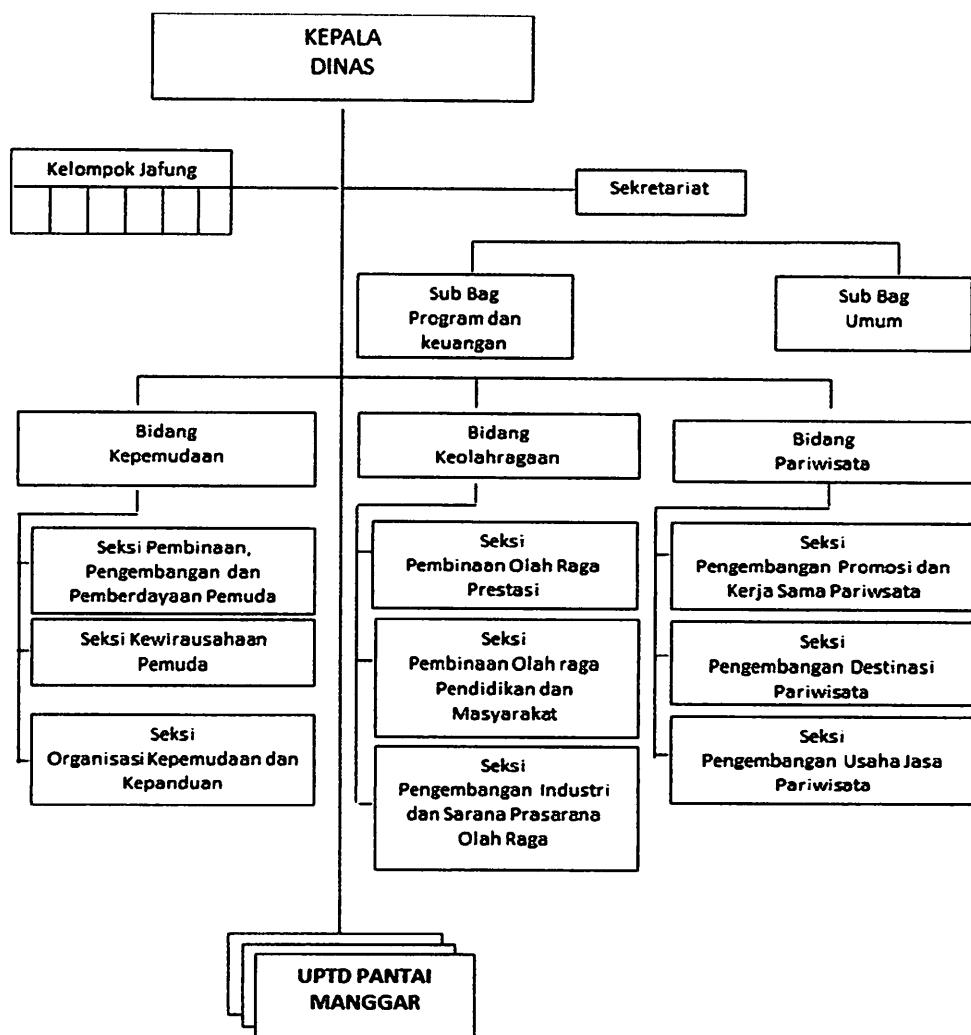 KEPALA
DINAS
Kelompok Jafung
Sekretariat
Sub Bag
Program dan
keuangan
Sub Bag
Umum
Bidang
Kepemudaan
Bidang
Keolahragaan
Bidang
Pariwisata
Seksi Pembinaan,
Pengembangan dan
Pemberdayaan Pemuda
Seksi Kewirausahaan
Pemuda
Seksi
Organisasi Kepemudaan dan
Kepanduan
Seksi
Pembinaan Olah Raga
Prestasi
Seksi
Pembinaan Olah raga
Pendidikan dan
Masyarakat
Seksi
Pengembangan Industri
dan Sarana Prasarana
Olah Raga
Seksi
Pengembangan Promosi dan
Kerja Sama Pariwsata
Seksi
Pengembangan Destinasi
Pariwisata
Seksi
Pengembangan Usaha Jasa
Pariwisata
UPTD PANTAI
MANGGAR